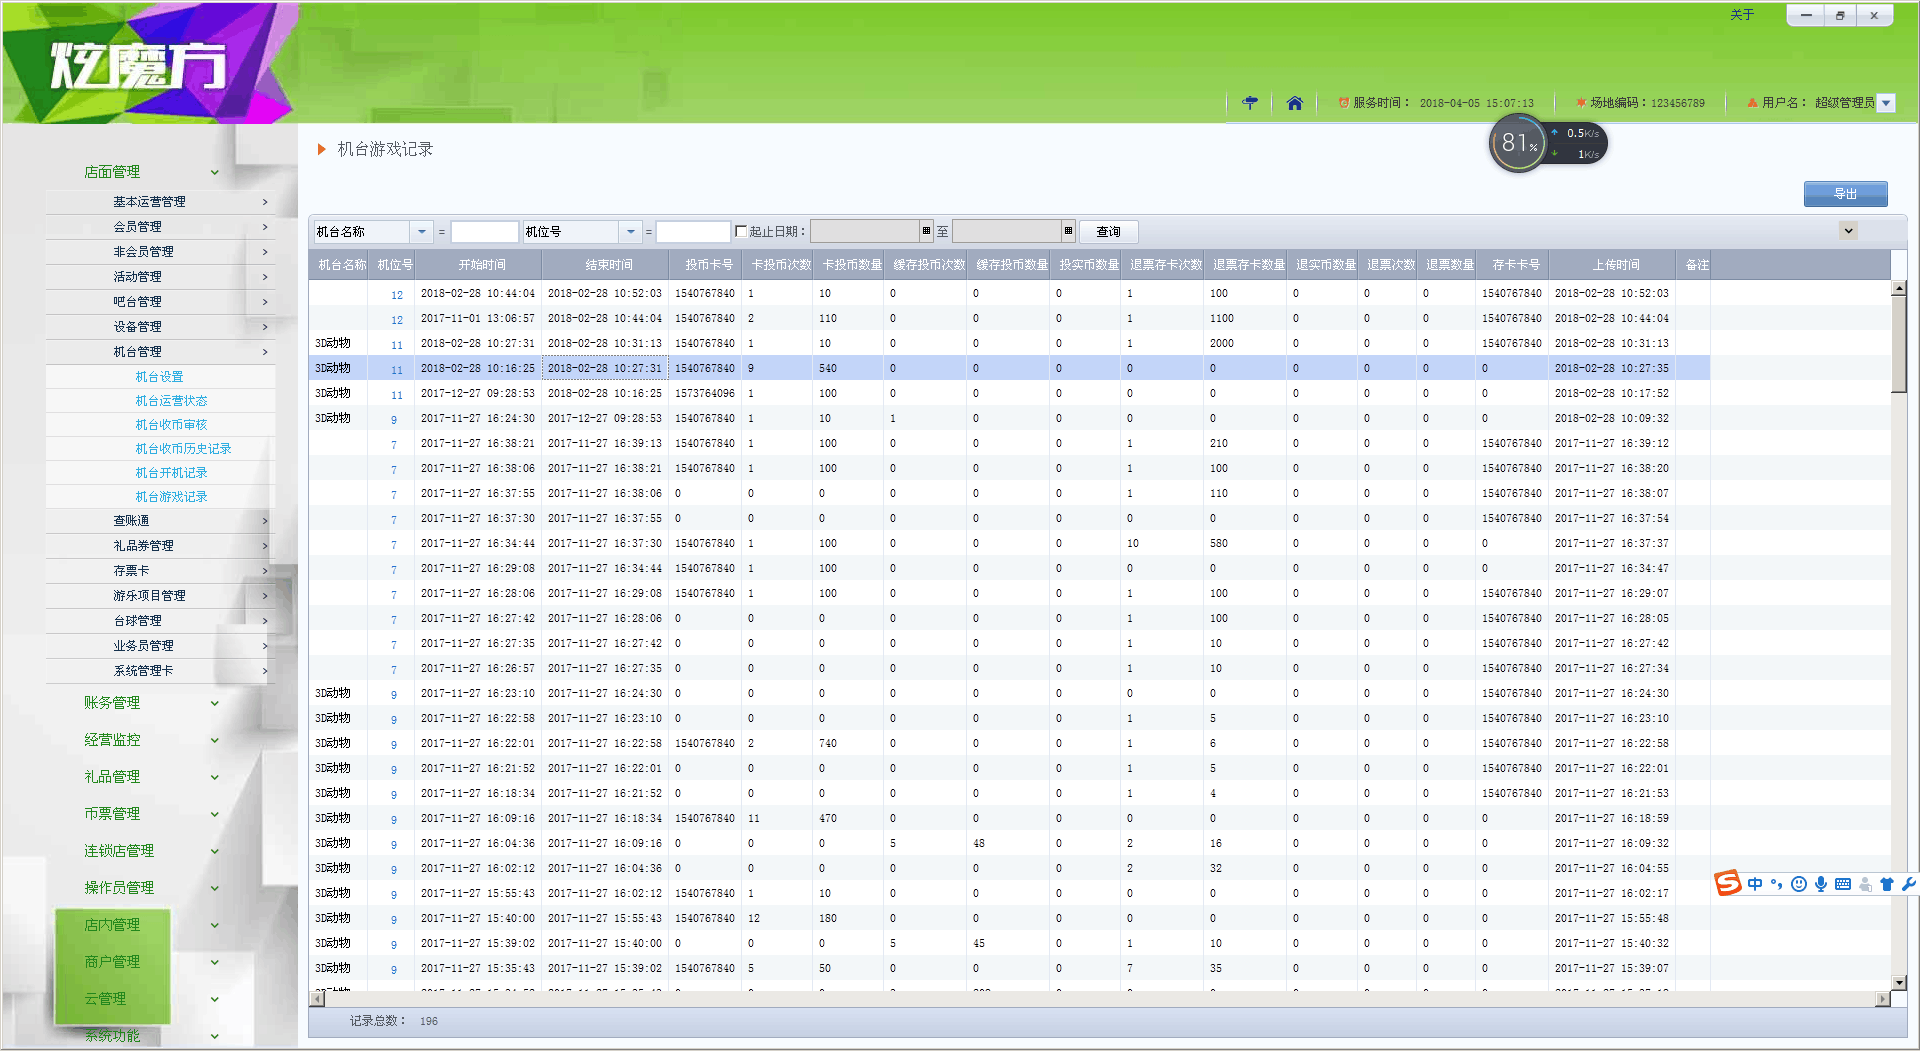 关于
炫魔方
服务时间： 2018-04-05 15:07:13 场地编码：123456789 用户名： 超级管理员
81% 0.5K/s
1K/s
机台游戏记录
导出
机台名称 = 机位号 = 起止日期： 至 查询
店面管理
基本运营管理
会员管理
非会员管理
活动管理
吧台管理
设备管理
机台管理
机台设置
机台运营状态
机台收币审核
机台收币历史记录
机台开机记录
机台游戏记录
查账通
礼品券管理
存票卡
游乐项目管理
台球管理
业务员管理
系统管理卡
账务管理
经营监控
礼品管理
币票管理
连锁店管理
操作员管理
店内管理
商户管理
云管理
系统功能
机台名称 机位号 开始时间 结束时间 投币卡号 卡投币次数 卡投币数量 缓存投币次数 缓存投币数量 投实币数量 退票存卡次数 退票存卡数量 退实币数量 退票次数 退票数量 存卡卡号 上传时间 备注
12 2018-02-28 10:44:04 2018-02-28 10:52:03 1540767840 1 10 0 0 0 1 100 0 0 0 1540767840 2018-02-28 10:52:03
12 2017-11-01 13:06:57 2018-02-28 10:44:04 1540767840 2 110 0 0 0 1 1100 0 0 0 1540767840 2018-02-28 10:44:04
3D动物 11 2018-02-28 10:27:31 2018-02-28 10:31:13 1540767840 1 10 0 0 0 1 2000 0 0 0 1540767840 2018-02-28 10:31:13
3D动物 11 2018-02-28 10:16:25 2018-02-28 10:27:31 1540767840 9 540 0 0 0 0 0 0 0 0 0 2018-02-28 10:27:35
3D动物 11 2017-12-27 09:28:53 2018-02-28 10:16:25 1573764096 1 100 0 0 0 0 0 0 0 0 0 2018-02-28 10:17:52
3D动物 9 2017-11-27 16:24:30 2017-12-27 09:28:53 1540767840 1 10 1 0 0 0 0 0 0 0 0 2018-02-28 10:09:32
7 2017-11-27 16:38:21 2017-11-27 16:39:13 1540767840 1 100 0 0 0 1 210 0 0 0 1540767840 2017-11-27 16:39:12
7 2017-11-27 16:38:06 2017-11-27 16:38:21 1540767840 1 100 0 0 0 1 100 0 0 0 1540767840 2017-11-27 16:38:20
7 2017-11-27 16:37:55 2017-11-27 16:38:06 0 0 0 0 0 0 1 110 0 0 0 1540767840 2017-11-27 16:38:07
7 2017-11-27 16:37:30 2017-11-27 16:37:55 0 0 0 0 0 0 0 0 0 0 0 1540767840 2017-11-27 16:37:54
7 2017-11-27 16:34:44 2017-11-27 16:37:30 1540767840 1 100 0 0 0 10 580 0 0 0 0 2017-11-27 16:37:37
7 2017-11-27 16:29:08 2017-11-27 16:34:44 1540767840 1 100 0 0 0 0 0 0 0 0 0 2017-11-27 16:34:47
7 2017-11-27 16:28:06 2017-11-27 16:29:08 1540767840 1 100 0 0 0 1 100 0 0 0 1540767840 2017-11-27 16:29:07
7 2017-11-27 16:27:42 2017-11-27 16:28:06 0 0 0 0 0 0 1 100 0 0 0 1540767840 2017-11-27 16:28:05
7 2017-11-27 16:27:35 2017-11-27 16:27:42 0 0 0 0 0 0 1 10 0 0 0 1540767840 2017-11-27 16:27:42
7 2017-11-27 16:26:57 2017-11-27 16:27:35 0 0 0 0 0 0 1 10 0 0 0 1540767840 2017-11-27 16:27:34
3D动物 9 2017-11-27 16:23:10 2017-11-27 16:24:30 0 0 0 0 0 0 0 0 0 0 0 1540767840 2017-11-27 16:24:30
3D动物 9 2017-11-27 16:22:58 2017-11-27 16:23:10 0 0 0 0 0 0 1 5 0 0 0 1540767840 2017-11-27 16:23:10
3D动物 9 2017-11-27 16:22:01 2017-11-27 16:22:58 1540767840 2 740 0 0 0 1 6 0 0 0 1540767840 2017-11-27 16:22:58
3D动物 9 2017-11-27 16:21:52 2017-11-27 16:22:01 0 0 0 0 0 0 1 5 0 0 0 1540767840 2017-11-27 16:22:01
3D动物 9 2017-11-27 16:18:34 2017-11-27 16:21:52 0 0 0 0 0 0 1 4 0 0 0 1540767840 2017-11-27 16:21:53
3D动物 9 2017-11-27 16:09:16 2017-11-27 16:18:34 1540767840 11 470 0 0 0 0 0 0 0 0 0 2017-11-27 16:18:59
3D动物 9 2017-11-27 16:04:36 2017-11-27 16:09:16 0 0 0 5 48 0 2 16 0 0 0 0 2017-11-27 16:09:32
3D动物 9 2017-11-27 16:02:12 2017-11-27 16:04:36 0 0 0 0 0 0 2 32 0 0 0 0 2017-11-27 16:04:55
3D动物 9 2017-11-27 15:55:43 2017-11-27 16:02:12 1540767840 1 10 0 0 0 0 0 0 0 0 0 2017-11-27 16:02:17
3D动物 9 2017-11-27 15:40:00 2017-11-27 15:55:43 1540767840 12 180 0 0 0 0 0 0 0 0 0 2017-11-27 15:55:48
3D动物 9 2017-11-27 15:39:02 2017-11-27 15:40:00 0 0 0 5 45 0 1 10 0 0 0 0 2017-11-27 15:40:32
3D动物 9 2017-11-27 15:35:43 2017-11-27 15:39:02 1540767840 5 50 0 0 0 7 35 0 0 0 0 2017-11-27 15:39:07
记录总数： 196
S 中